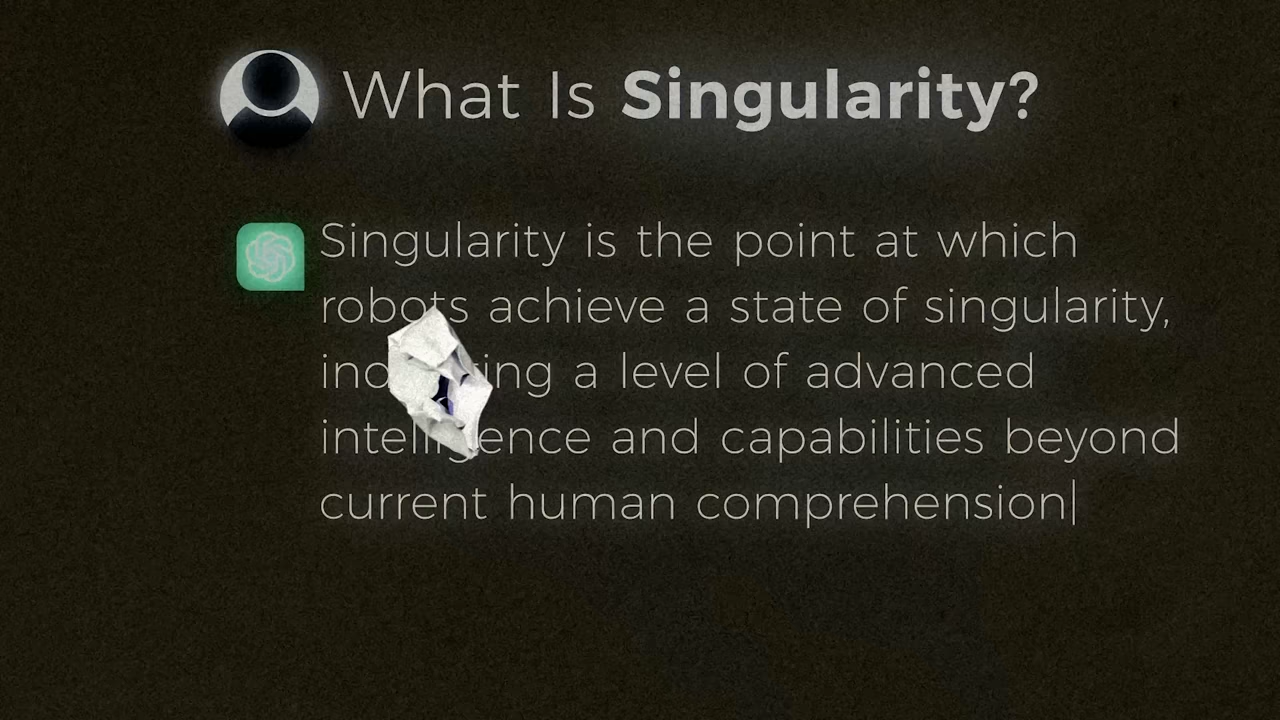 What Is Singularity?
Singularity is the point at which
robots achieve a state of singularity,
a level of advanced
intelligence and capabilities beyond
current human comprehension